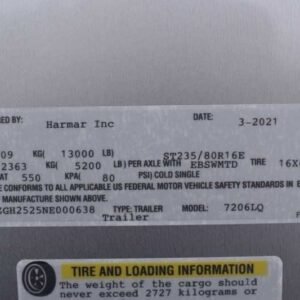 RED BY: Harmar Inc DATE: 3-2021
09 KG( 13000 LB) ST235/80R16E
2363 KG( 5200 LB) PER AXLE WITH EBSWMTD TIRE 16X
AT 550 KPA( 80 PSI) COLD SINGLE
E CONFORMS TO ALL APPLICABLE US FEDERAL MOTOR VEHICLE SAFETY STANDARDS IN
MANUFACTURE SHOWN ABOVE.
GH2525NE000638 TYPE: TRAILER MODEL: 7206LQ
Trailer
TIRE AND LOADING INFORMATION
The weight of the cargo should
never exceed 2727 kilograms or